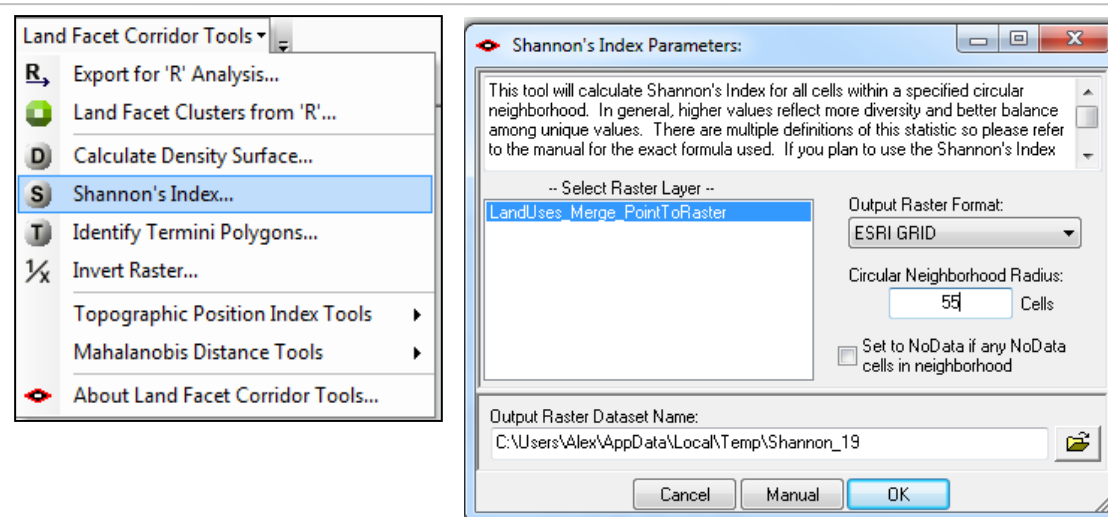 Land Facet Corridor Tools
R, Export for 'R' Analysis...
Land Facet Clusters from 'R'...
D Calculate Density Surface...
S Shannon's Index...
T Identify Termini Polygons...
1/x Invert Raster...
Topographic Position Index Tools
Mahalanobis Distance Tools
About Land Facet Corridor Tools...
Shannon's Index Parameters:
This tool will calculate Shannon's Index for all cells within a specified circular
neighborhood. In general, higher values reflect more diversity and better balance
among unique values. There are multiple definitions of this statistic so please refer
to the manual for the exact formula used. If you plan to use the Shannon's Index
-- Select Raster Layer --
LandUses_Merge_PointToRaster
Output Raster Format:
ESRI GRID
Circular Neighborhood Radius:
55 Cells
Set to NoData if any NoData
cells in neighborhood
Output Raster Dataset Name:
C:\Users\Alex\AppData\Local\Temp\Shannon_19
Cancel Manual OK